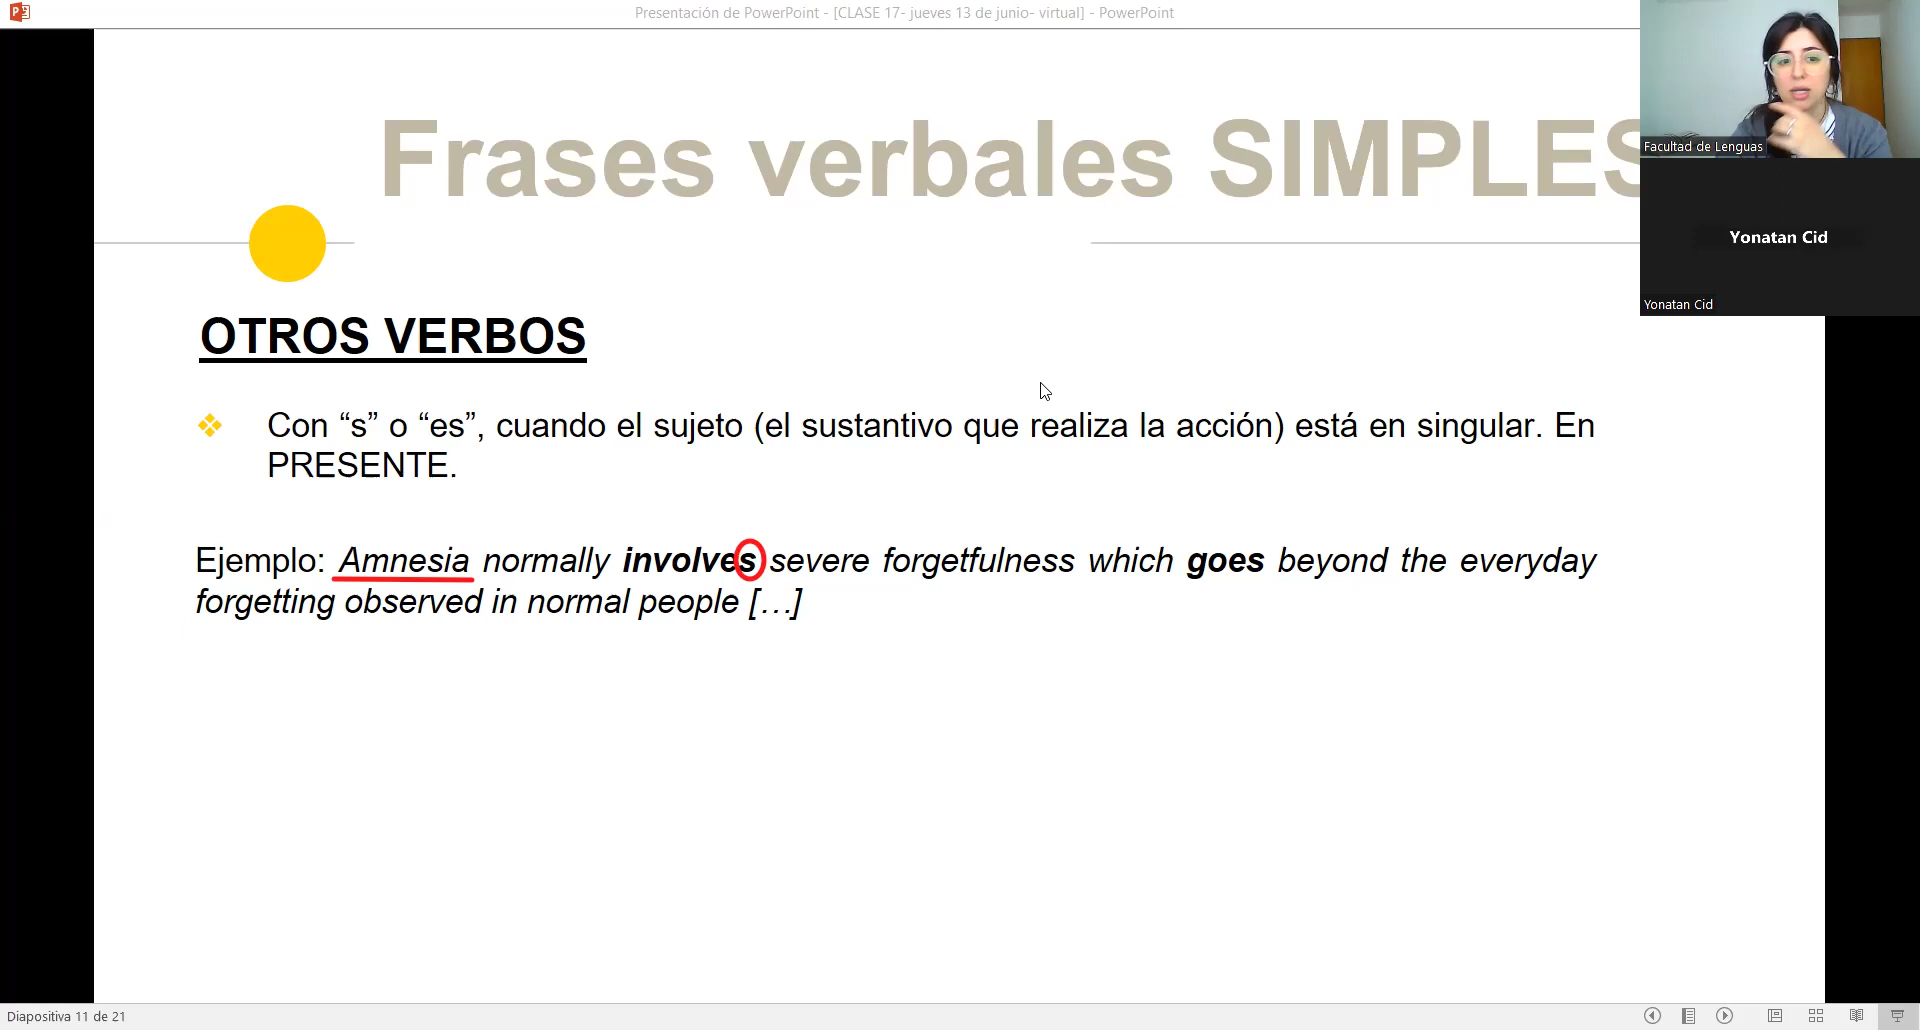 Presentación de PowerPoint - [CLASE 17- jueves 13 de junio- virtual] - PowerPoint
Frases verbales SIMPLES
Facultad de Lenguas
Yonatan Cid
Yonatan Cid
OTROS VERBOS
Con “s” o “es”, cuando el sujeto (el sustantivo que realiza la acción) está en singular. En
PRESENTE.
Ejemplo: Amnesia normally involves severe forgetfulness which goes beyond the everyday
forgetting observed in normal people […]
Diapositiva 11 de 21